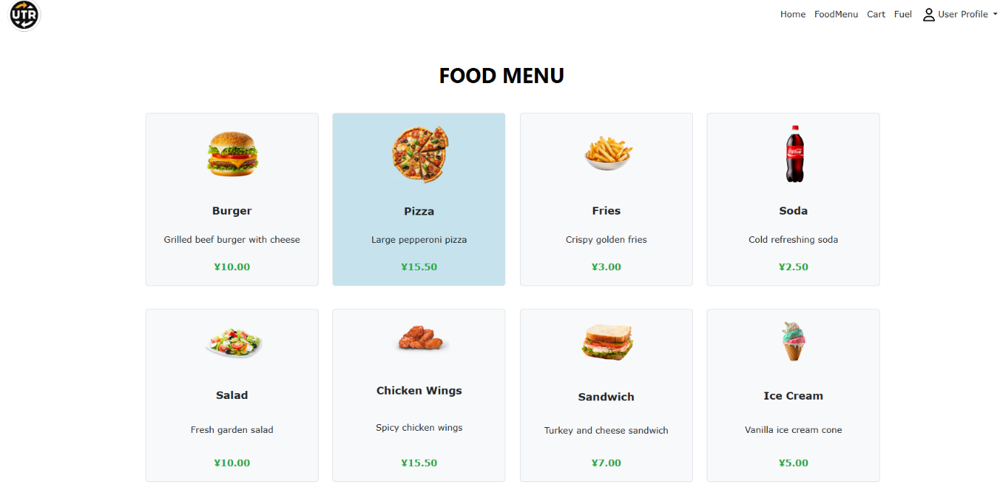 UTR
Home FoodMenu Cart Fuel User Profile
FOOD MENU
Burger
Grilled beef burger with cheese
¥10.00
Pizza
Large pepperoni pizza
¥15.50
Fries
Crispy golden fries
¥3.00
Coca-Cola
Soda
Cold refreshing soda
¥2.50
Salad
Fresh garden salad
¥10.00
Chicken Wings
Spicy chicken wings
¥15.50
Sandwich
Turkey and cheese sandwich
¥7.00
Ice Cream
Vanilla ice cream cone
¥5.00